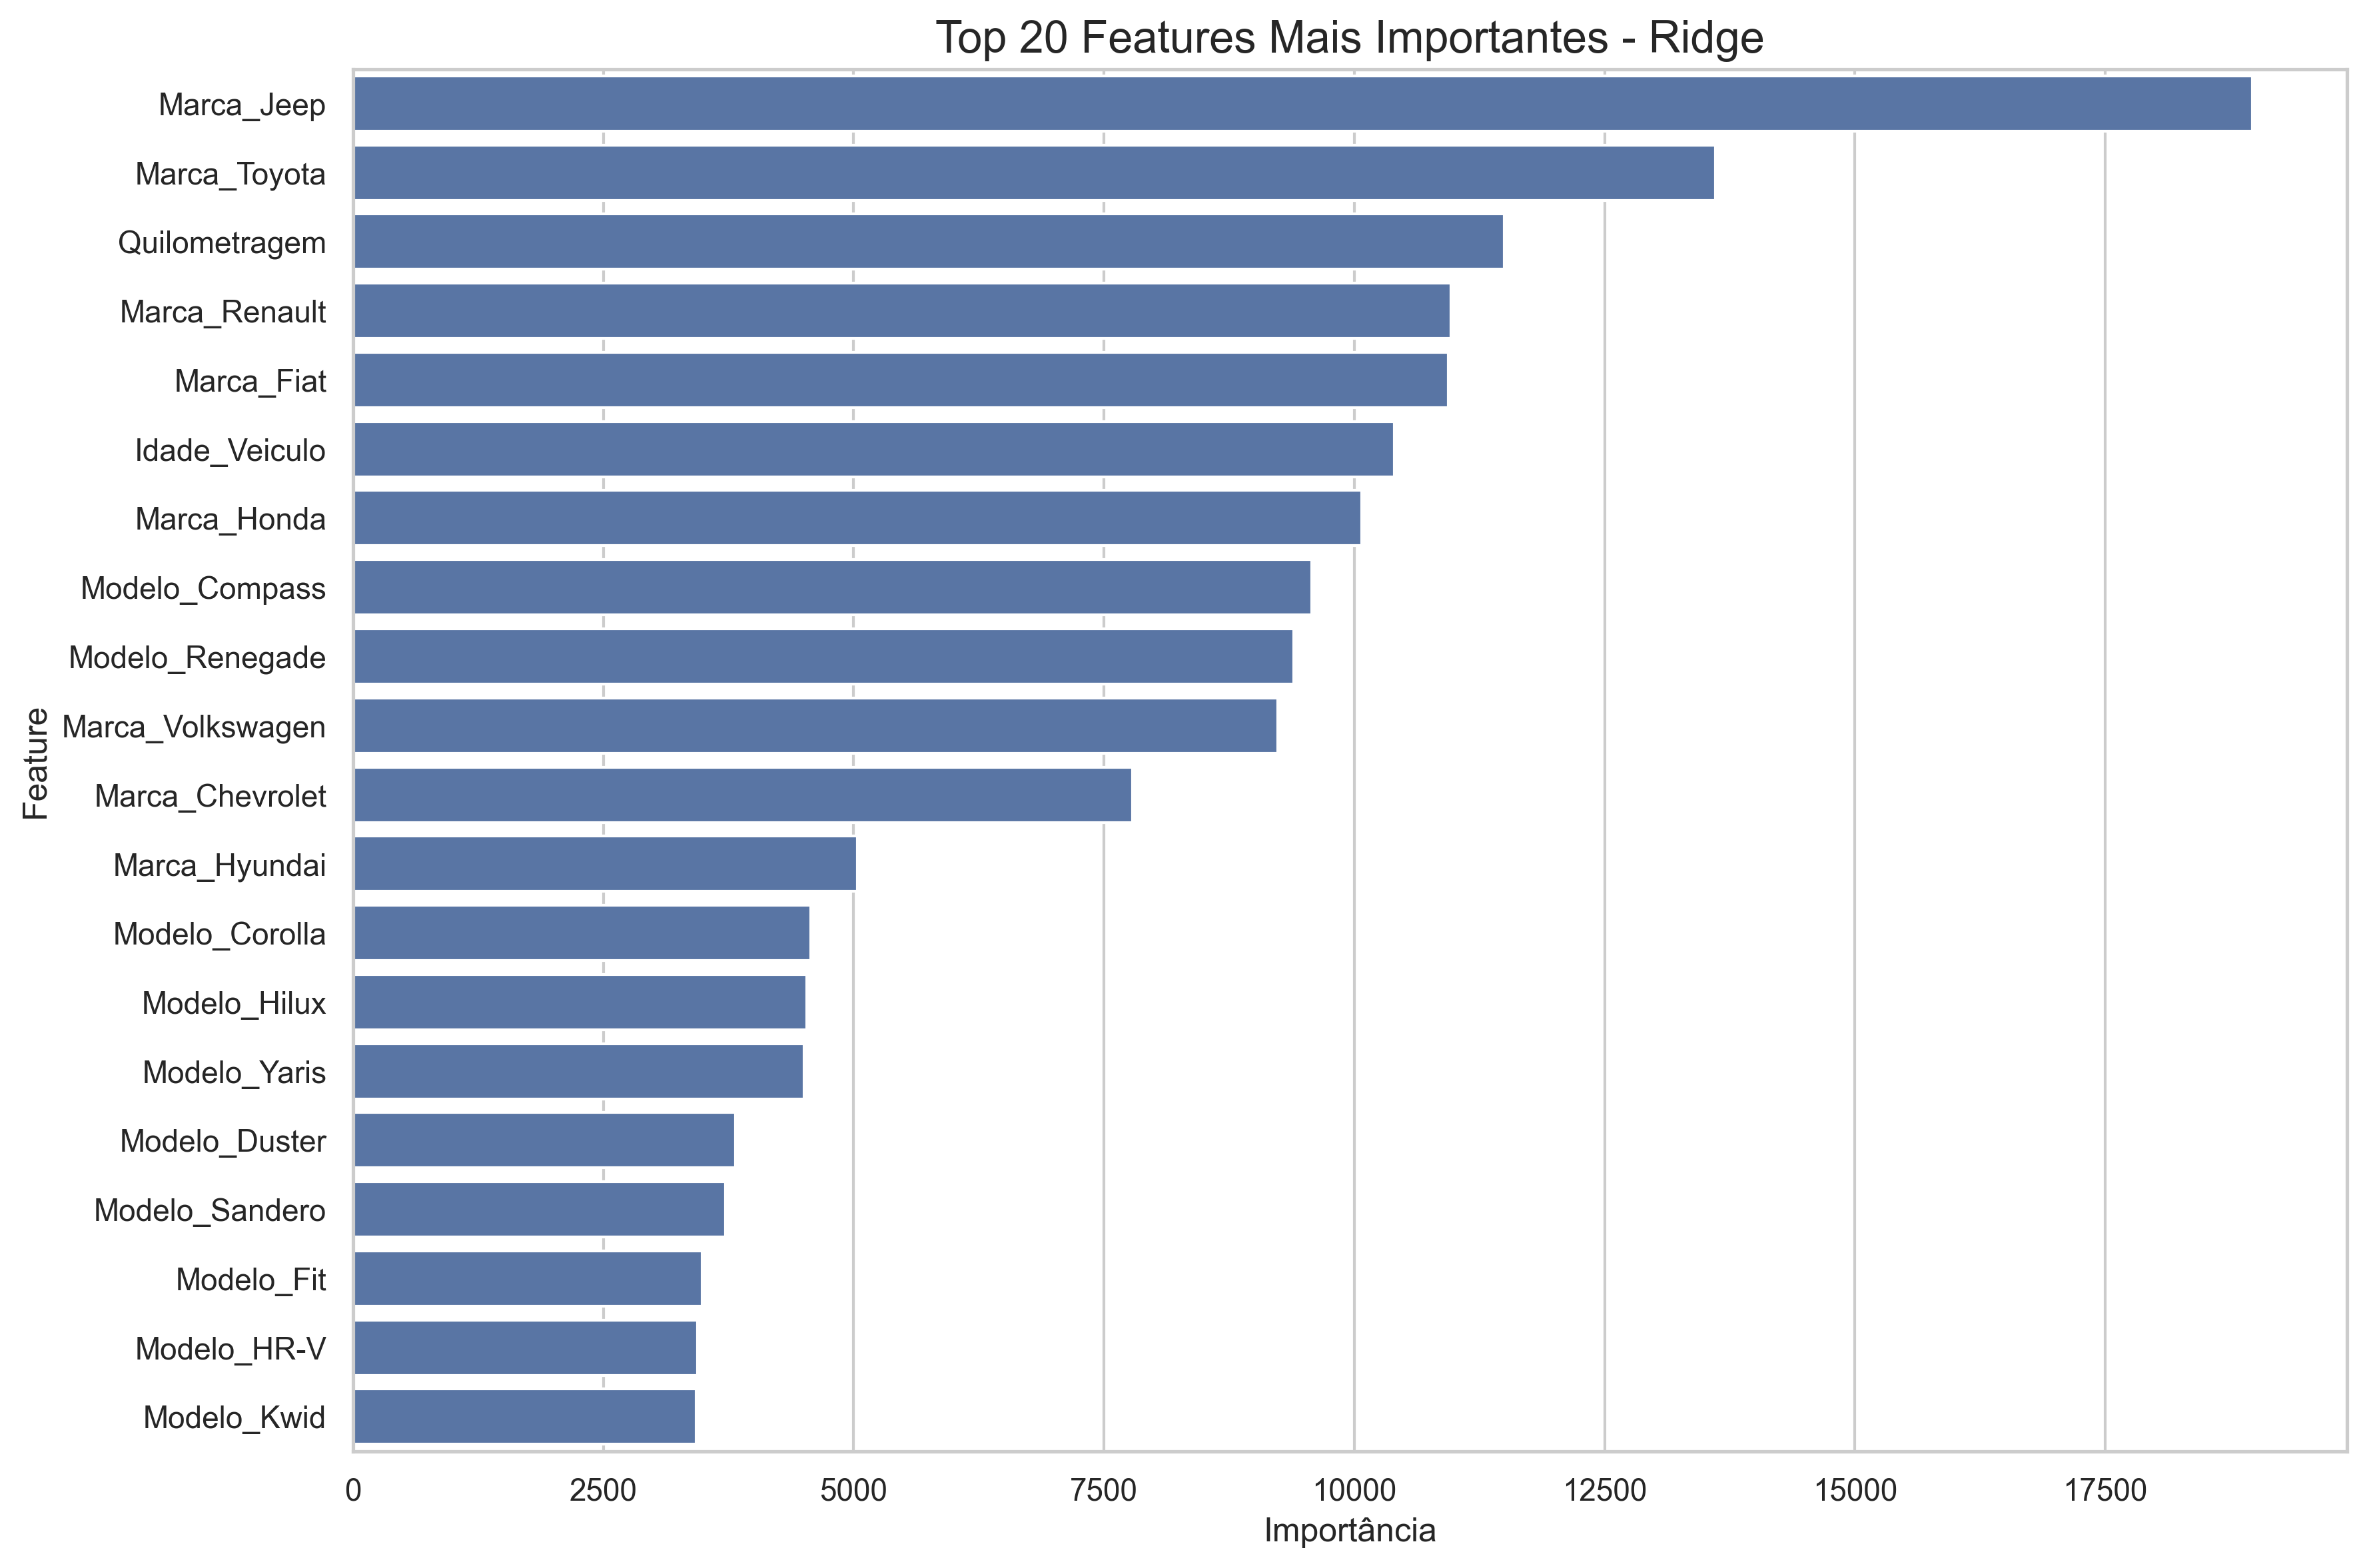 Top 20 Features Mais Importantes - Ridge
Feature
Marca_Jeep
Marca_Toyota
Quilometragem
Marca_Renault
Marca_Fiat
Idade_Veiculo
Marca_Honda
Modelo_Compass
Modelo_Renegade
Marca_Volkswagen
Marca_Chevrolet
Marca_Hyundai
Modelo_Corolla
Modelo_Hilux
Modelo_Yaris
Modelo_Duster
Modelo_Sandero
Modelo_Fit
Modelo_HR-V
Modelo_Kwid
0 2500 5000 7500 10000 12500 15000 17500
Importância